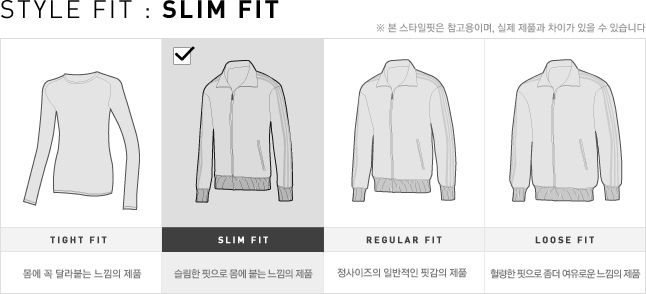 STYLE FIT : SLIM FIT
※ 본 스타일핏은 참고용이며, 실제 제품과 차이가 있을 수 있습니다
TIGHT FIT
SLIM FIT
REGULAR FIT
LOOSE FIT
몸에 꼭 달라붙는 느낌의 제품
슬림한 핏으로 몸에 붙는 느낌의 제품
정사이즈의 일반적인 핏감의 제품
헐렁한 핏으로 좀더 여유로운 느낌의 제품